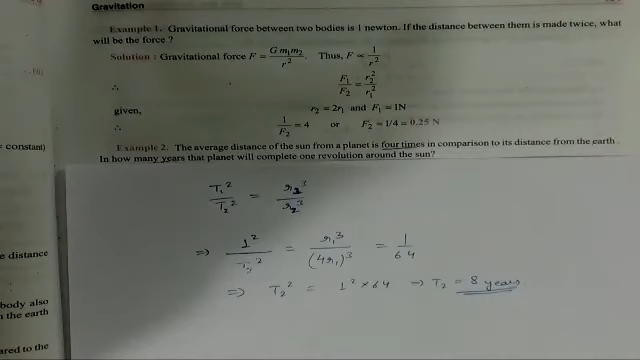 Gravitation
Example 1. Gravitational force between two bodies is 1 newton. If the distance between them is made twice, what
will be the force ?
Solution : Gravitational force F = G m₁m₂ / r². Thus, F ∝ 1/r²
∴ F₁/F₂ = r₂²/r₁²
given, r₂ = 2r₁ and F₁ = 1N
∴ 1/F₂ = 4 or F₂ = 1/4 = 0.25 N
Example 2. The average distance of the sun from a planet is four times in comparison to its distance from the earth.
In how many years that planet will complete one revolution around the sun?
T₁²/T₂² = r₁³/r₂³
⇒ 1²/T₂² = r₁³/(4r₁)³ = 1/64
⇒ T₂² = 1² × 64 ⇒ T₂ = 8 years
= constant)
e distance
body also
n the earth
ared to the